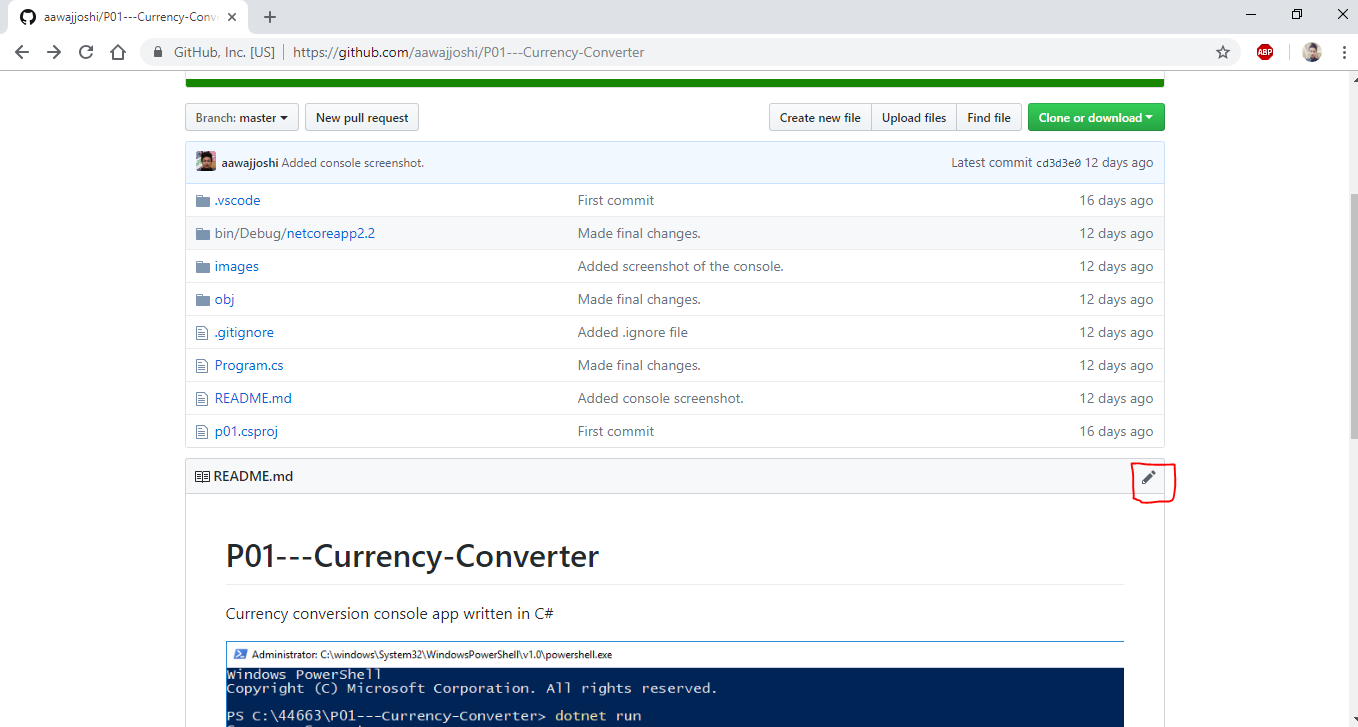 aawajjoshi/P01---Currency-Conv
GitHub, Inc. [US] | https://github.com/aawajjoshi/P01---Currency-Converter
ABP
Branch: master New pull request Create new file Upload files Find file Clone or download
aawajjoshi Added console screenshot. Latest commit cd3d3e0 12 days ago
.vscode First commit 16 days ago
bin/Debug/netcoreapp2.2 Made final changes. 12 days ago
images Added screenshot of the console. 12 days ago
obj Made final changes. 12 days ago
.gitignore Added .ignore file 12 days ago
Program.cs Made final changes. 12 days ago
README.md Added console screenshot. 12 days ago
p01.csproj First commit 16 days ago
README.md
P01---Currency-Converter
Currency conversion console app written in C#
Administrator: C:\windows\System32\WindowsPowerShell\v1.0\powershell.exe
Windows PowerShell
Copyright (C) Microsoft Corporation. All rights reserved.
PS C:\44663\P01---Currency-Converter> dotnet run